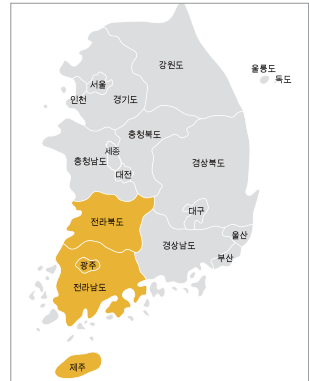 강원도
울릉도
독도
서울
인천
경기도
충청북도
세종
충청남도
대전
경상북도
대구
전라북도
울산
경상남도
부산
광주
전라남도
제주